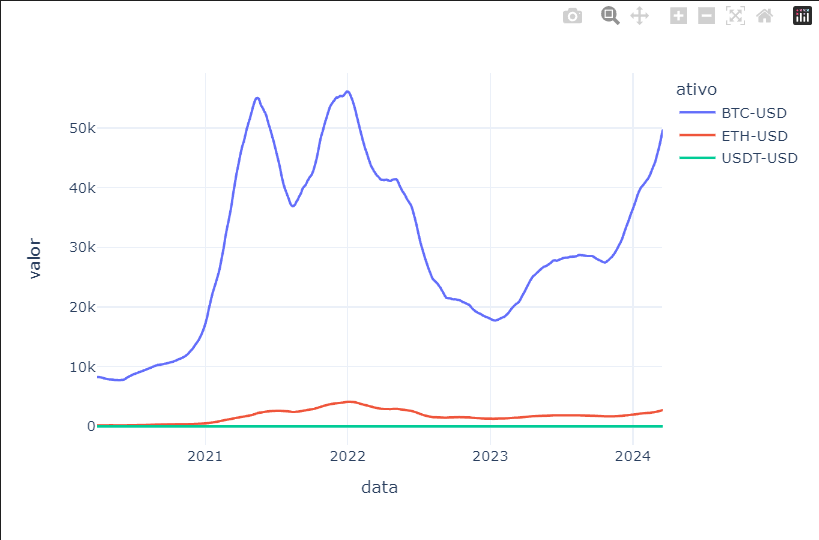 ativo
BTC-USD
ETH-USD
USDT-USD
50k
40k
30k
20k
10k
0
valor
2021
2022
2023
2024
data